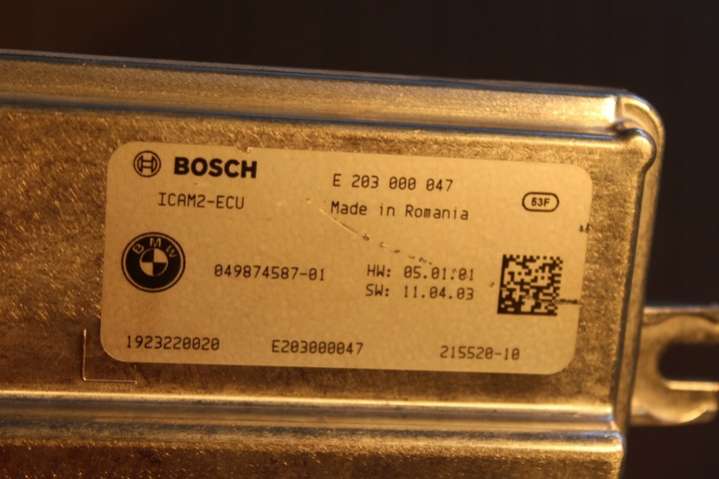 BOSCH
E 203 000 047
ICAM2-ECU
Made in Romania
53F
BMW
049874587-01
HW: 05.01:01
SW: 11.04.03
1923220020
E203000047
215520-10